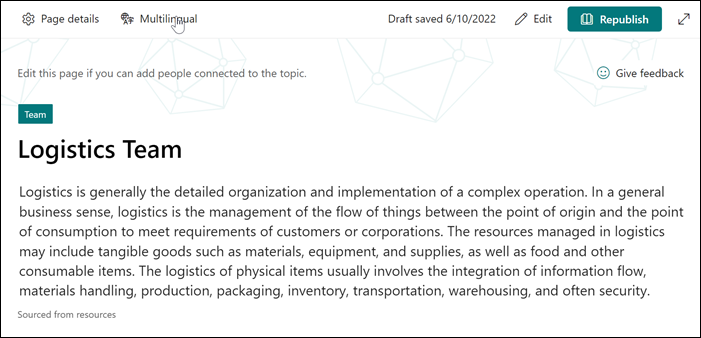 Page details Multilingual Draft saved 6/10/2022 Edit Republish
Edit this page if you can add people connected to the topic. Give feedback
Team
Logistics Team
Logistics is generally the detailed organization and implementation of a complex operation. In a general
business sense, logistics is the management of the flow of things between the point of origin and the point
of consumption to meet requirements of customers or corporations. The resources managed in logistics
may include tangible goods such as materials, equipment, and supplies, as well as food and other
consumable items. The logistics of physical items usually involves the integration of information flow,
materials handling, production, packaging, inventory, transportation, warehousing, and often security.
Sourced from resources